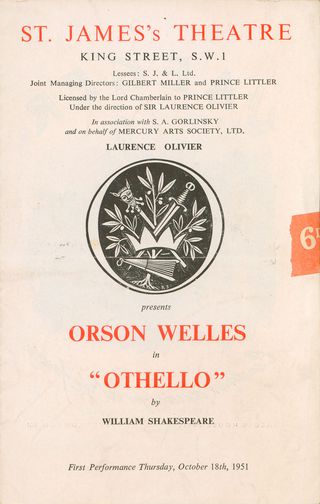 ST. JAMES's THEATRE
KING STREET, S.W.1
Lessees: S. J. & L. Ltd.
Joint Managing Directors: GILBERT MILLER and PRINCE LITTLER
Licensed by the Lord Chamberlain to PRINCE LITTLER
Under the direction of SIR LAURENCE OLIVIER
In association with S. A. GORLINSKY
and on behalf of MERCURY ARTS SOCIETY, LTD.
LAURENCE OLIVIER
presents
ORSON WELLES
in
"OTHELLO"
by
WILLIAM SHAKESPEARE
First Performance Thursday, October 18th, 1951